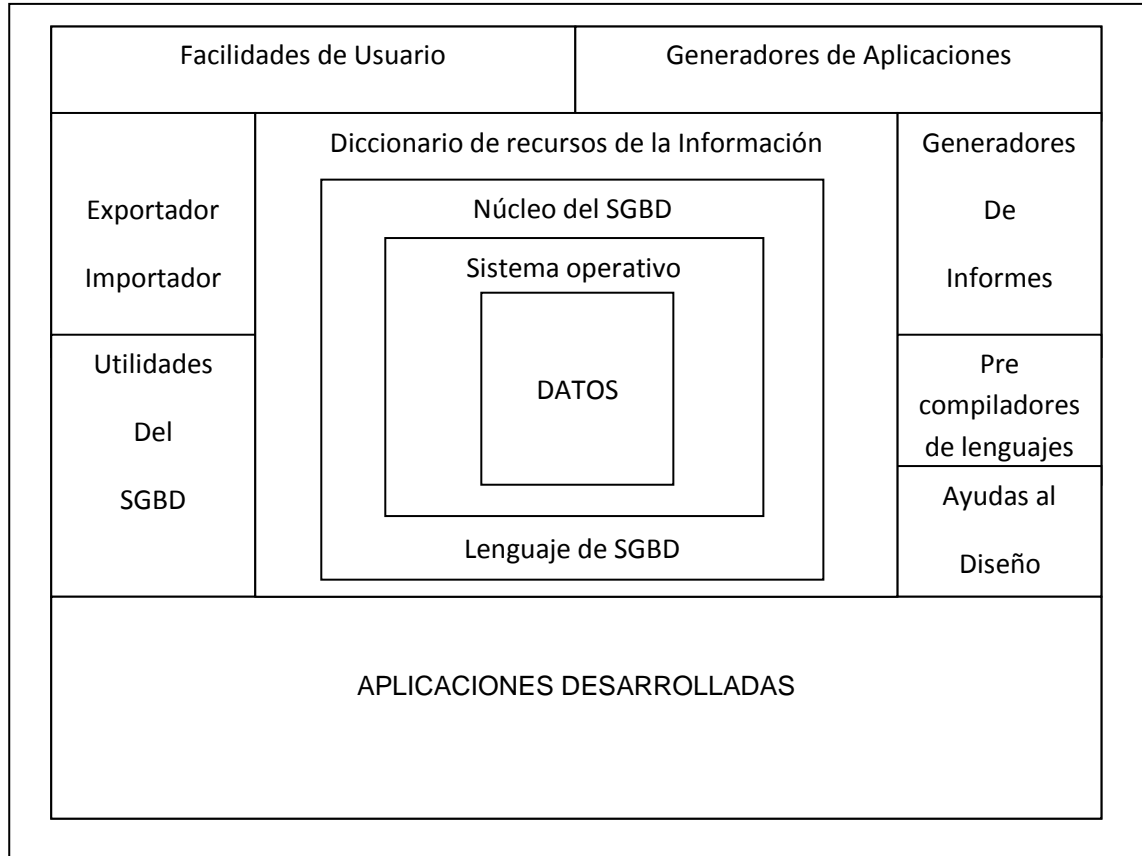 Facilidades de Usuario
Generadores de Aplicaciones
Exportador
Importador
Utilidades
Del
SGBD
Diccionario de recursos de la Información
Núcleo del SGBD
Sistema operativo
DATOS
Lenguaje de SGBD
Generadores
De
Informes
Pre
compiladores
de lenguajes
Ayudas al
Diseño
APLICACIONES DESARROLLADAS